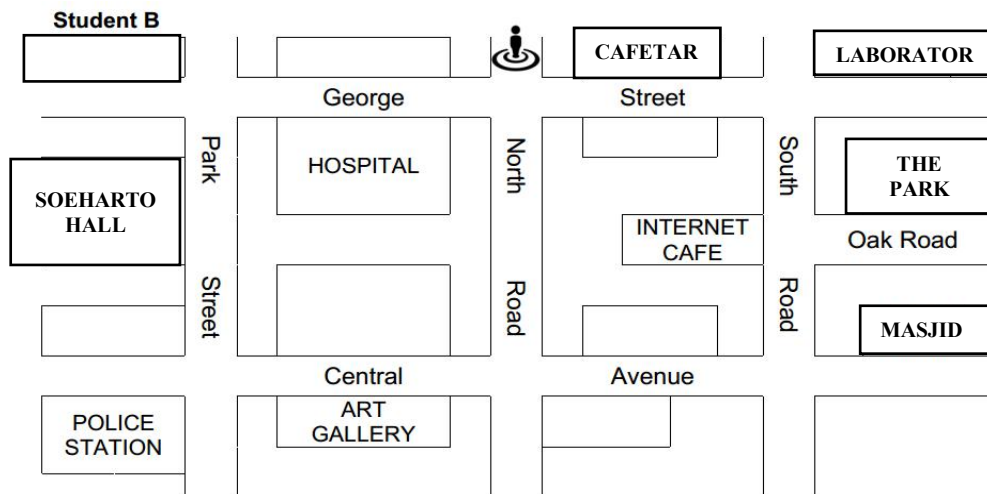 Student B
CAFETAR
LABORATOR
George Street
Park Street
HOSPITAL
North Road
South Road
THE
PARK
SOEHARTO
HALL
INTERNET
CAFE
Oak Road
MASJID
Central Avenue
POLICE
STATION
ART
GALLERY